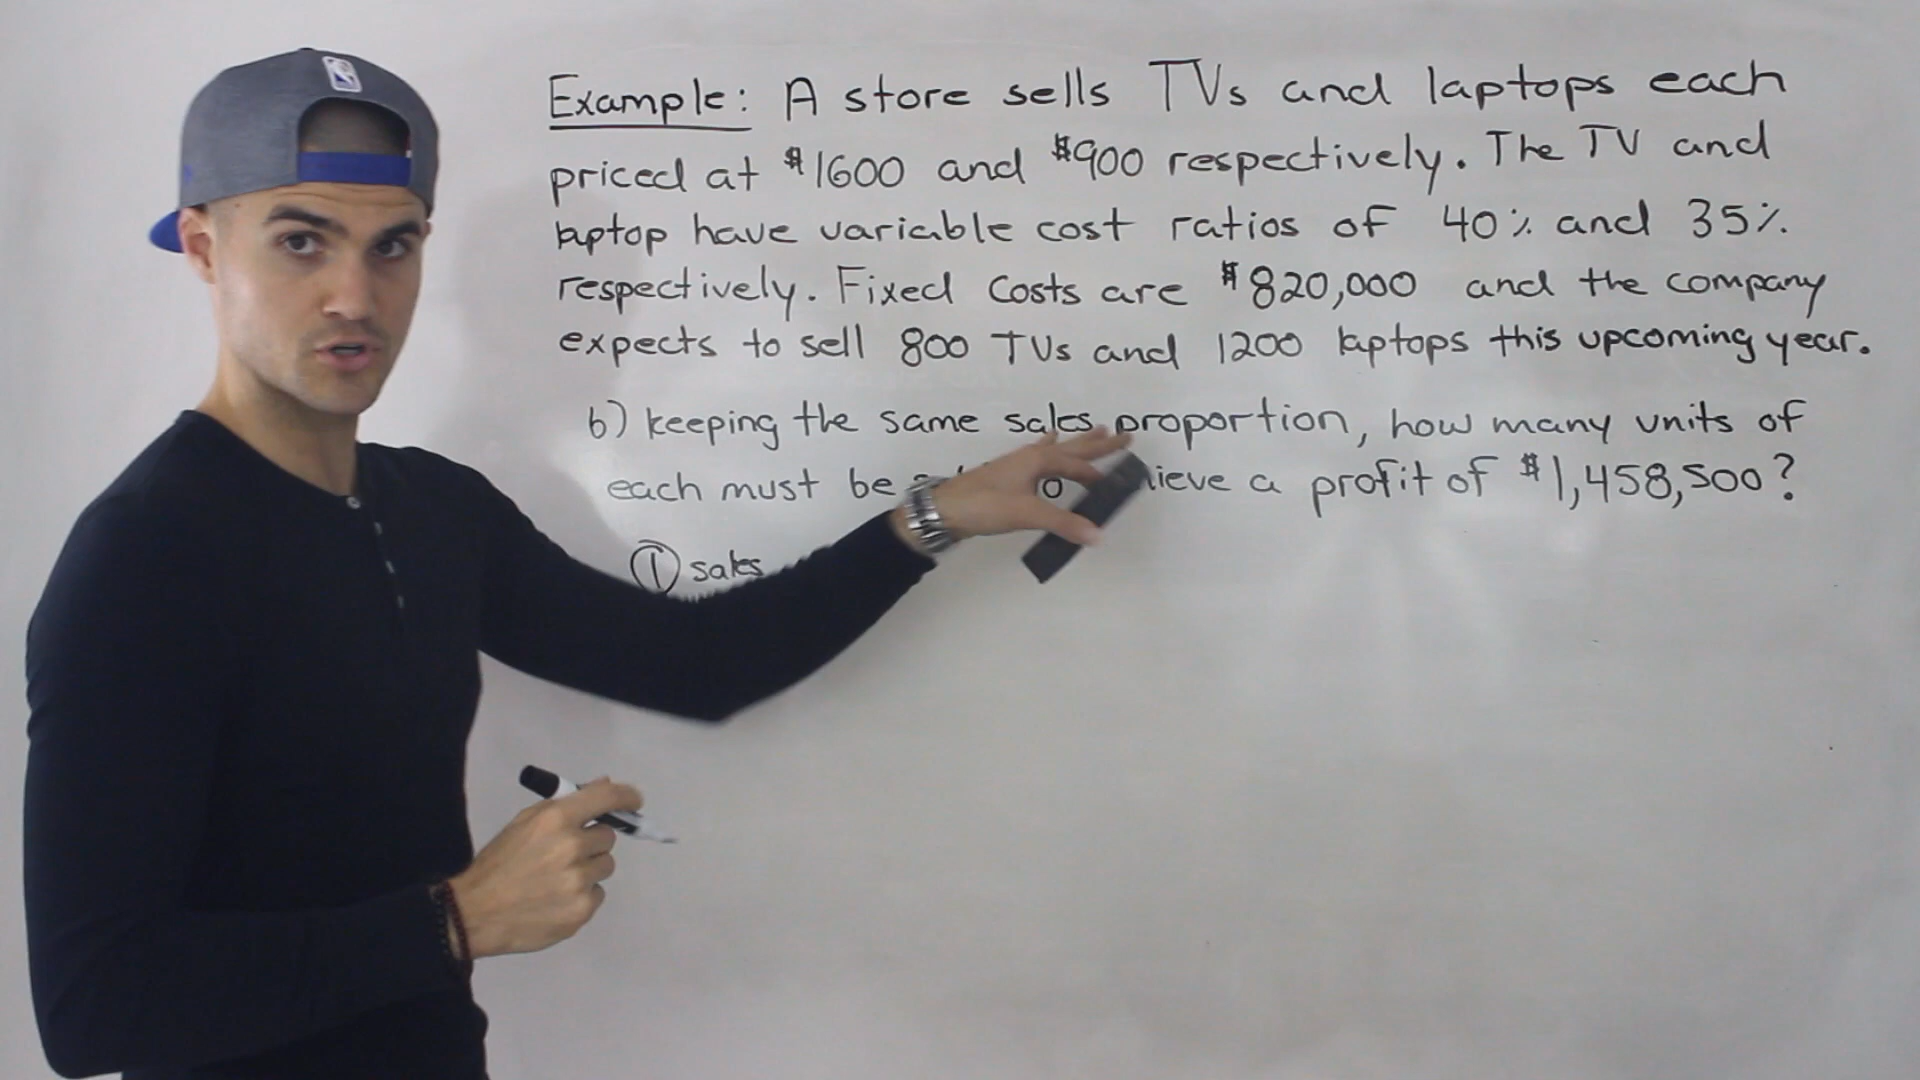 Example: A store sells TVs and laptops each
priced at $1600 and $900 respectively. The TV and
laptop have variable cost ratios of 40% and 35%
respectively. Fixed Costs are $820,000 and the company
expects to sell 800 TVs and 1200 laptops this upcoming year.
b) keeping the same sales proportion, how many units of
each must be a profit of $1,458,500?
① sales